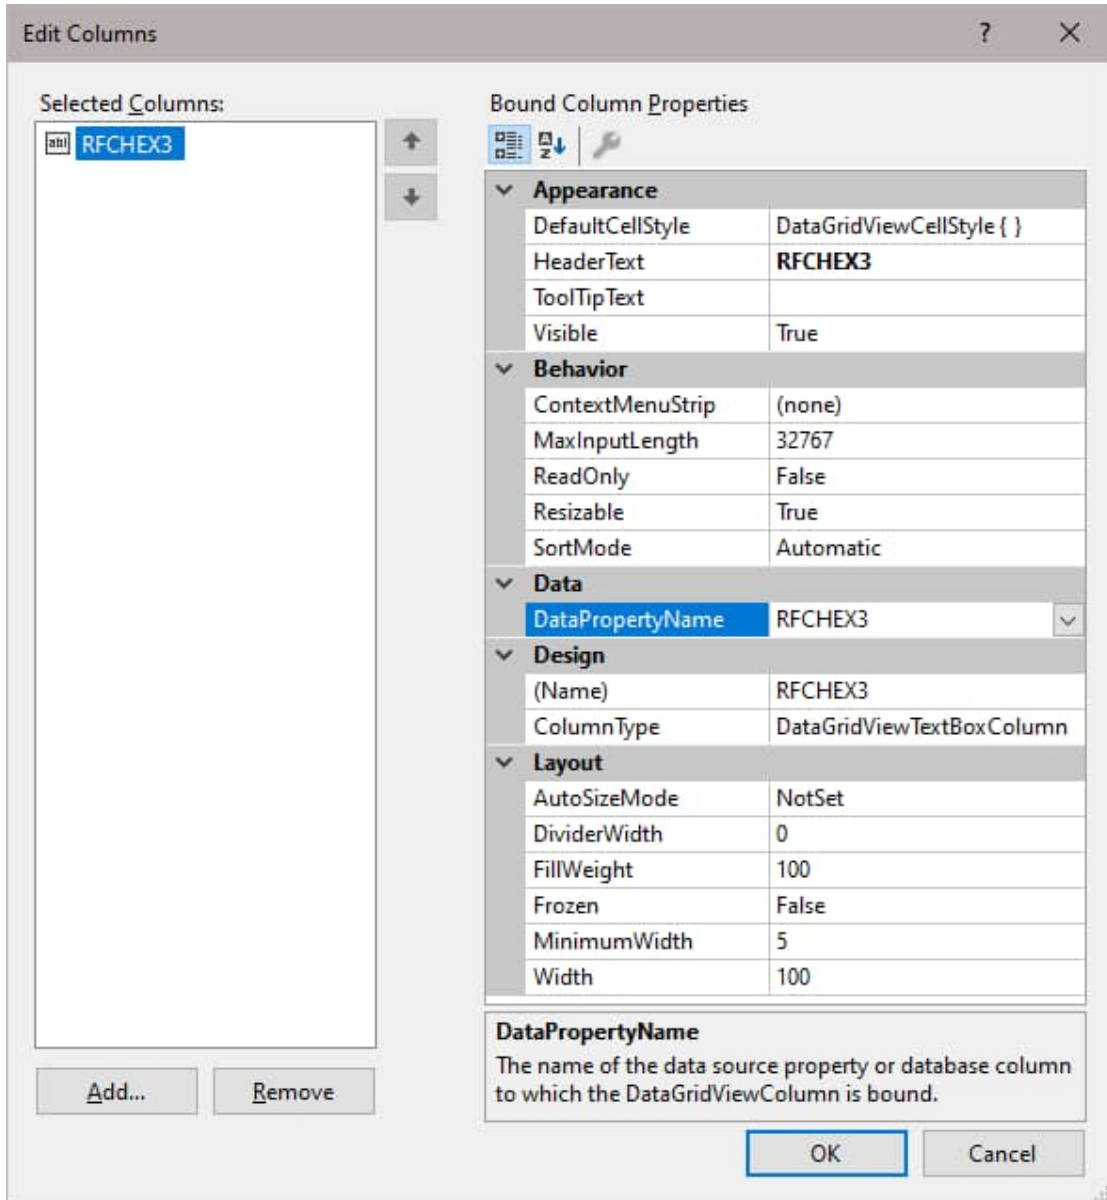 Edit Columns ?
Selected Columns:
abl RFCHEX3
Add... Remove
Bound Column Properties
A
Z
Appearance
DefaultCellStyle DataGridViewCellStyle { }
HeaderText RFCHEX3
ToolTipText
Visible True
Behavior
ContextMenuStrip (none)
MaxInputLength 32767
ReadOnly False
Resizable True
SortMode Automatic
Data
DataPropertyName RFCHEX3
Design
(Name) RFCHEX3
ColumnType DataGridViewTextBoxColumn
Layout
AutoSizeMode NotSet
DividerWidth 0
FillWeight 100
Frozen False
MinimumWidth 5
Width 100
DataPropertyName
The name of the data source property or database column
to which the DataGridViewColumn is bound.
OK Cancel